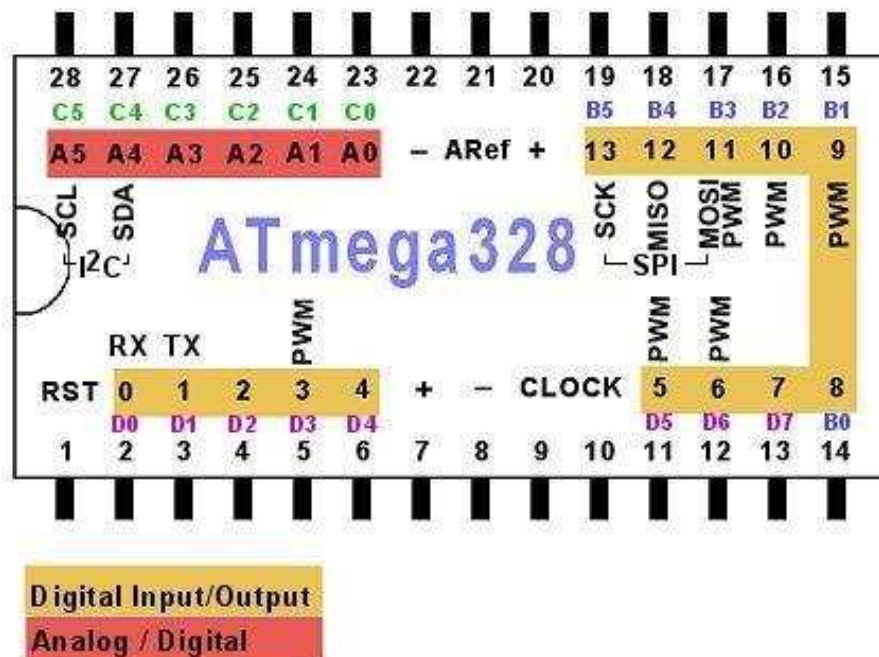 28 27 26 25 24 23 22 21 20 19 18 17 16 15
C5 C4 C3 C2 C1 C0 B5 B4 B3 B2 B1
A5 A4 A3 A2 A1 A0 - ARef + 13 12 11 10 9
SCL SDA SCK MISO MOSI PWM PWM PWM
I²C SPI
ATmega328
RX TX PWM PWM PWM
RST 0 1 2 3 4 + - CLOCK 5 6 7 8
D0 D1 D2 D3 D4 D5 D6 D7 B0
1 2 3 4 5 6 7 8 9 10 11 12 13 14
Digital Input/Output
Analog / Digital